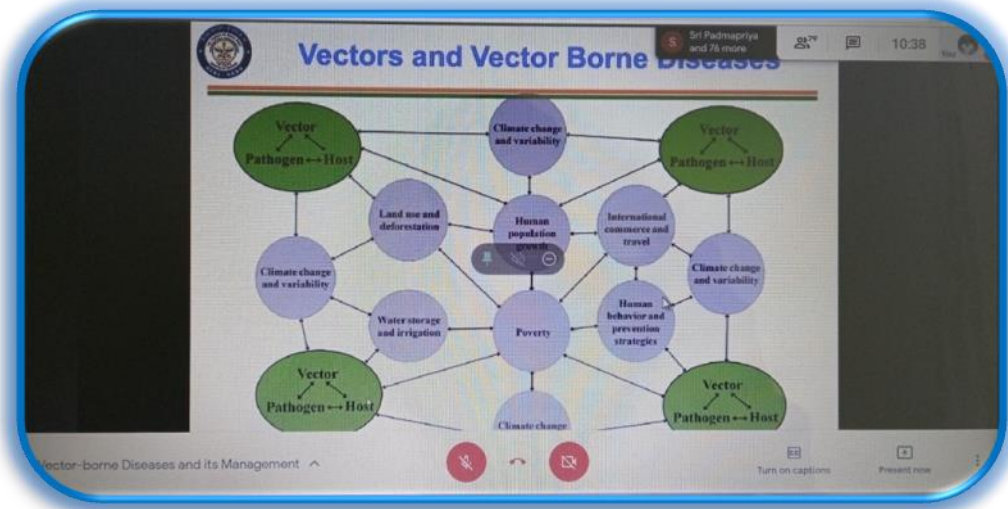 Vectors and Vector Borne Diseases
S
Sri Padmapriya
and 76 more
79
10:38
You
Vector
Pathogen ↔ Host
Climate change
and variability
Vector
Pathogen ↔ Host
Land use and
deforestation
Human
population
growth
International
commerce and
travel
Climate change
and variability
Climate change
and variability
Water storage
and irrigation
Poverty
Human
behavior and
prevention
strategies
Vector
Pathogen ↔ Host
Climate change
Vector
Pathogen ↔ Host
Vector-borne Diseases and its Management
Turn on captions
Present now